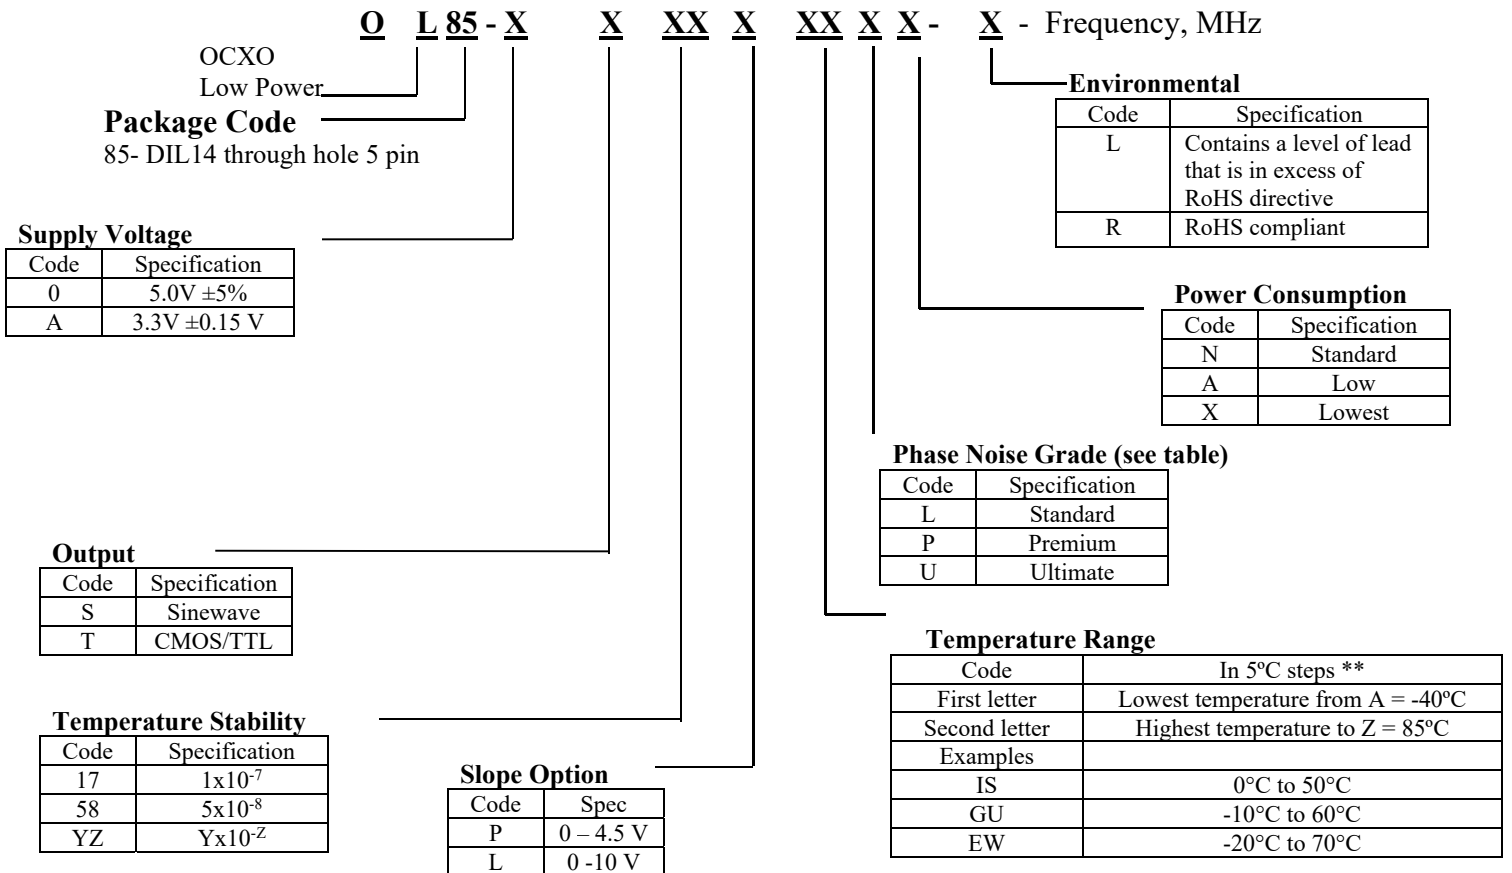 O L 85 - X X XX X XX X X - X - Frequency, MHz
OCXO
Low Power
Package Code
85- DIL14 through hole 5 pin
Environmental
Code Specification
L Contains a level of lead
that is in excess of
RoHS directive
R RoHS compliant
Supply Voltage
Code Specification
0 5.0V ±5%
A 3.3V ±0.15 V
Power Consumption
Code Specification
N Standard
A Low
X Lowest
Phase Noise Grade (see table)
Code Specification
L Standard
P Premium
U Ultimate
Output
Code Specification
S Sinewave
T CMOS/TTL
Temperature Range
Code In 5ºC steps **
First letter Lowest temperature from A = -40ºC
Second letter Highest temperature to Z = 85ºC
Examples
IS 0°C to 50°C
GU -10°C to 60°C
EW -20°C to 70°C
Temperature Stability
Code Specification
17 1x10⁻⁷
58 5x10⁻⁸
YZ Yx10⁻ᶻ
Slope Option
Code Spec
P 0 – 4.5 V
L 0 -10 V